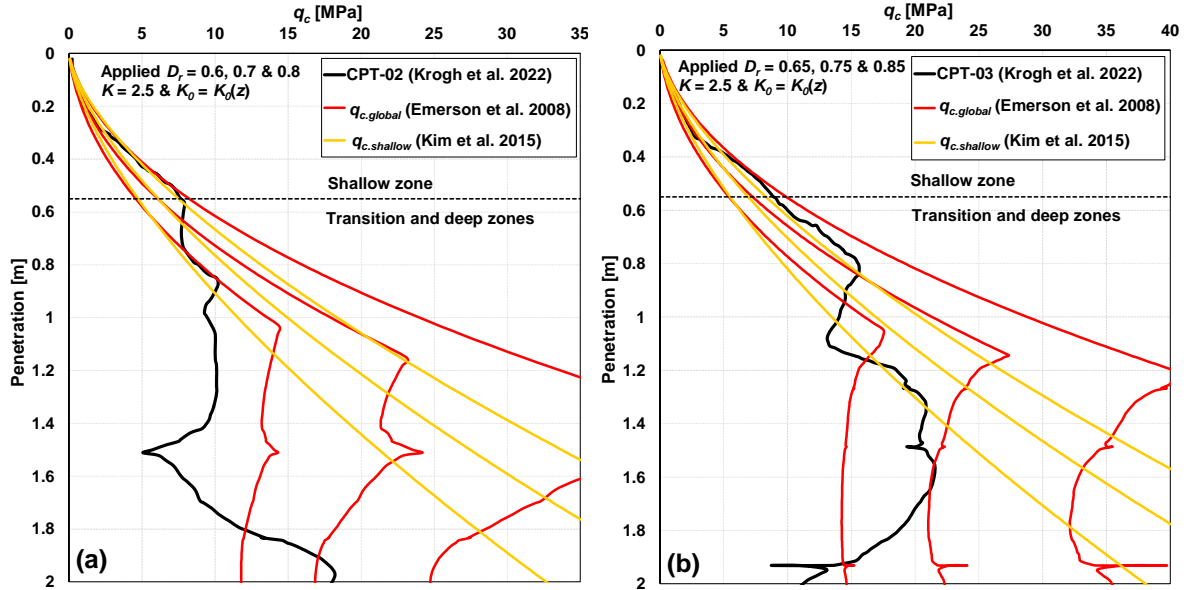 q_c [MPa]
0 5 10 15 20 25 30 35
Penetration [m]
0
0.2
0.4
0.6
0.8
1
1.2
1.4
1.6
1.8
2
Applied D_r = 0.6, 0.7 & 0.8
K = 2.5 & K_0 = K_0(z)
CPT-02 (Krogh et al. 2022)
q_c.global (Emerson et al. 2008)
q_c.shallow (Kim et al. 2015)
Shallow zone
Transition and deep zones
(a)
q_c [MPa]
0 5 10 15 20 25 30 35 40
Penetration [m]
0
0.2
0.4
0.6
0.8
1
1.2
1.4
1.6
1.8
2
Applied D_r = 0.65, 0.75 & 0.85
K = 2.5 & K_0 = K_0(z)
CPT-03 (Krogh et al. 2022)
q_c.global (Emerson et al. 2008)
q_c.shallow (Kim et al. 2015)
Shallow zone
Transition and deep zones
(b)